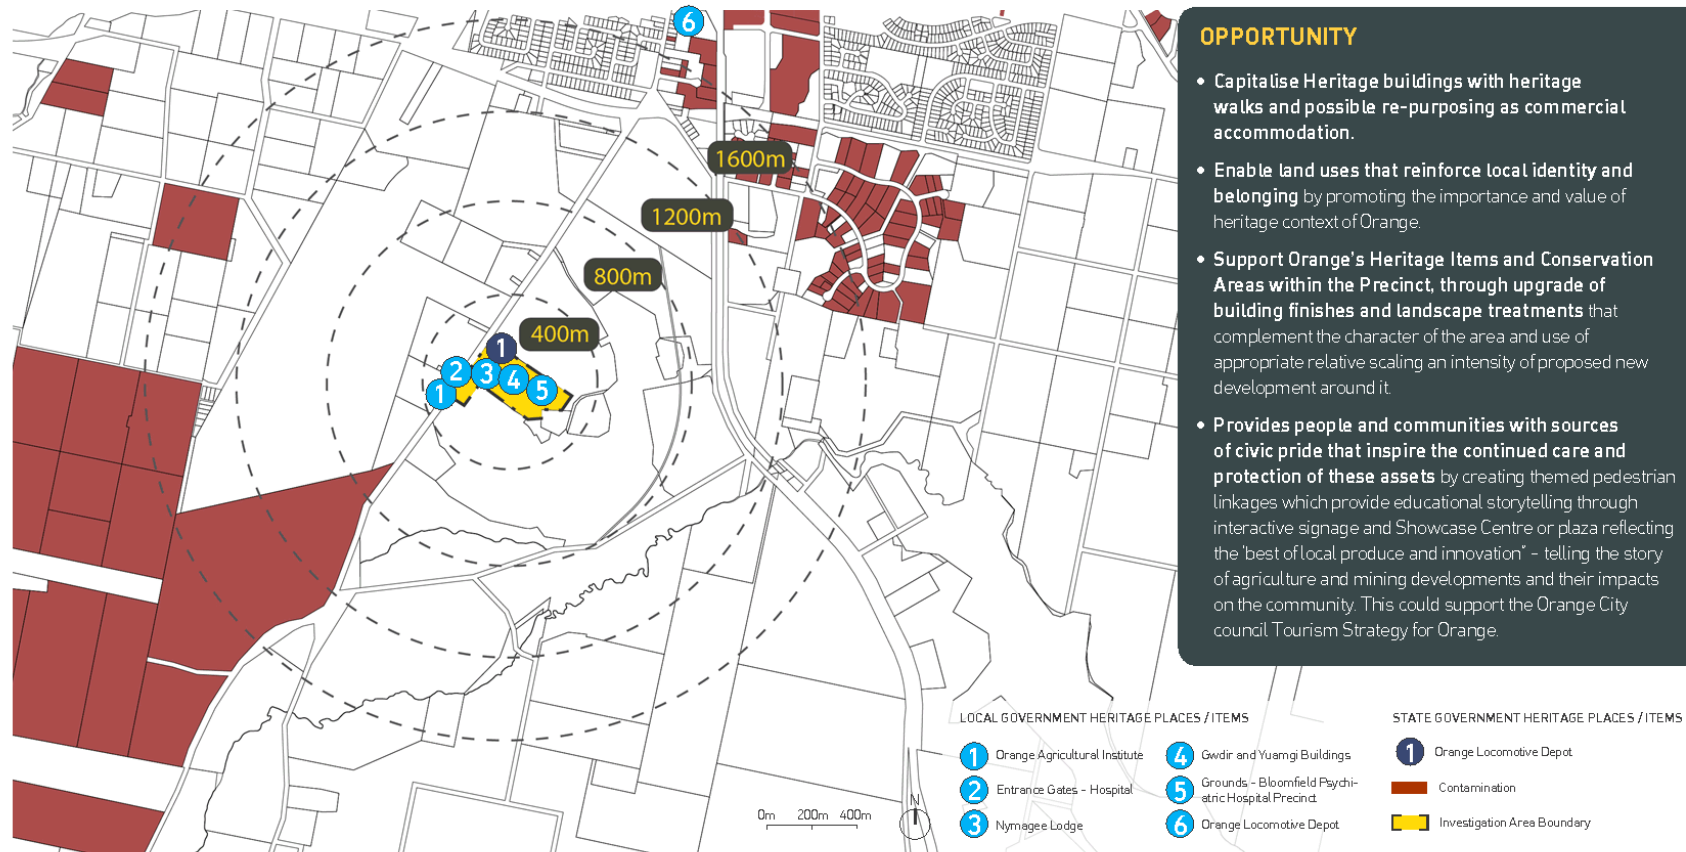 6
1600m
1200m
800m
400m
1
2
3
4
5
1
OPPORTUNITY
• Capitalise Heritage buildings with heritage
walks and possible re-purposing as commercial
accommodation.
• Enable land uses that reinforce local identity and
belonging by promoting the importance and value of
heritage context of Orange.
• Support Orange's Heritage Items and Conservation
Areas within the Precinct, through upgrade of
building finishes and landscape treatments that
complement the character of the area and use of
appropriate relative scaling an intensity of proposed new
development around it.
• Provides people and communities with sources
of civic pride that inspire the continued care and
protection of these assets by creating themed pedestrian
linkages which provide educational storytelling through
interactive signage and Showcase Centre or plaza reflecting
the 'best of local produce and innovation" - telling the story
of agriculture and mining developments and their impacts
on the community. This could support the Orange City
council Tourism Strategy for Orange.
0m 200m 400m
N
LOCAL GOVERNMENT HERITAGE PLACES / ITEMS
1 Orange Agricultural Institute
2 Entrance Gates - Hospital
3 Nymagee Lodge
4 Gwdir and Yuamgi Buildings
5 Grounds - Bloomfield Psychi-
atric Hospital Precinct
6 Orange Locomotive Depot
STATE GOVERNMENT HERITAGE PLACES / ITEMS
1 Orange Locomotive Depot
Contamination
Investigation Area Boundary